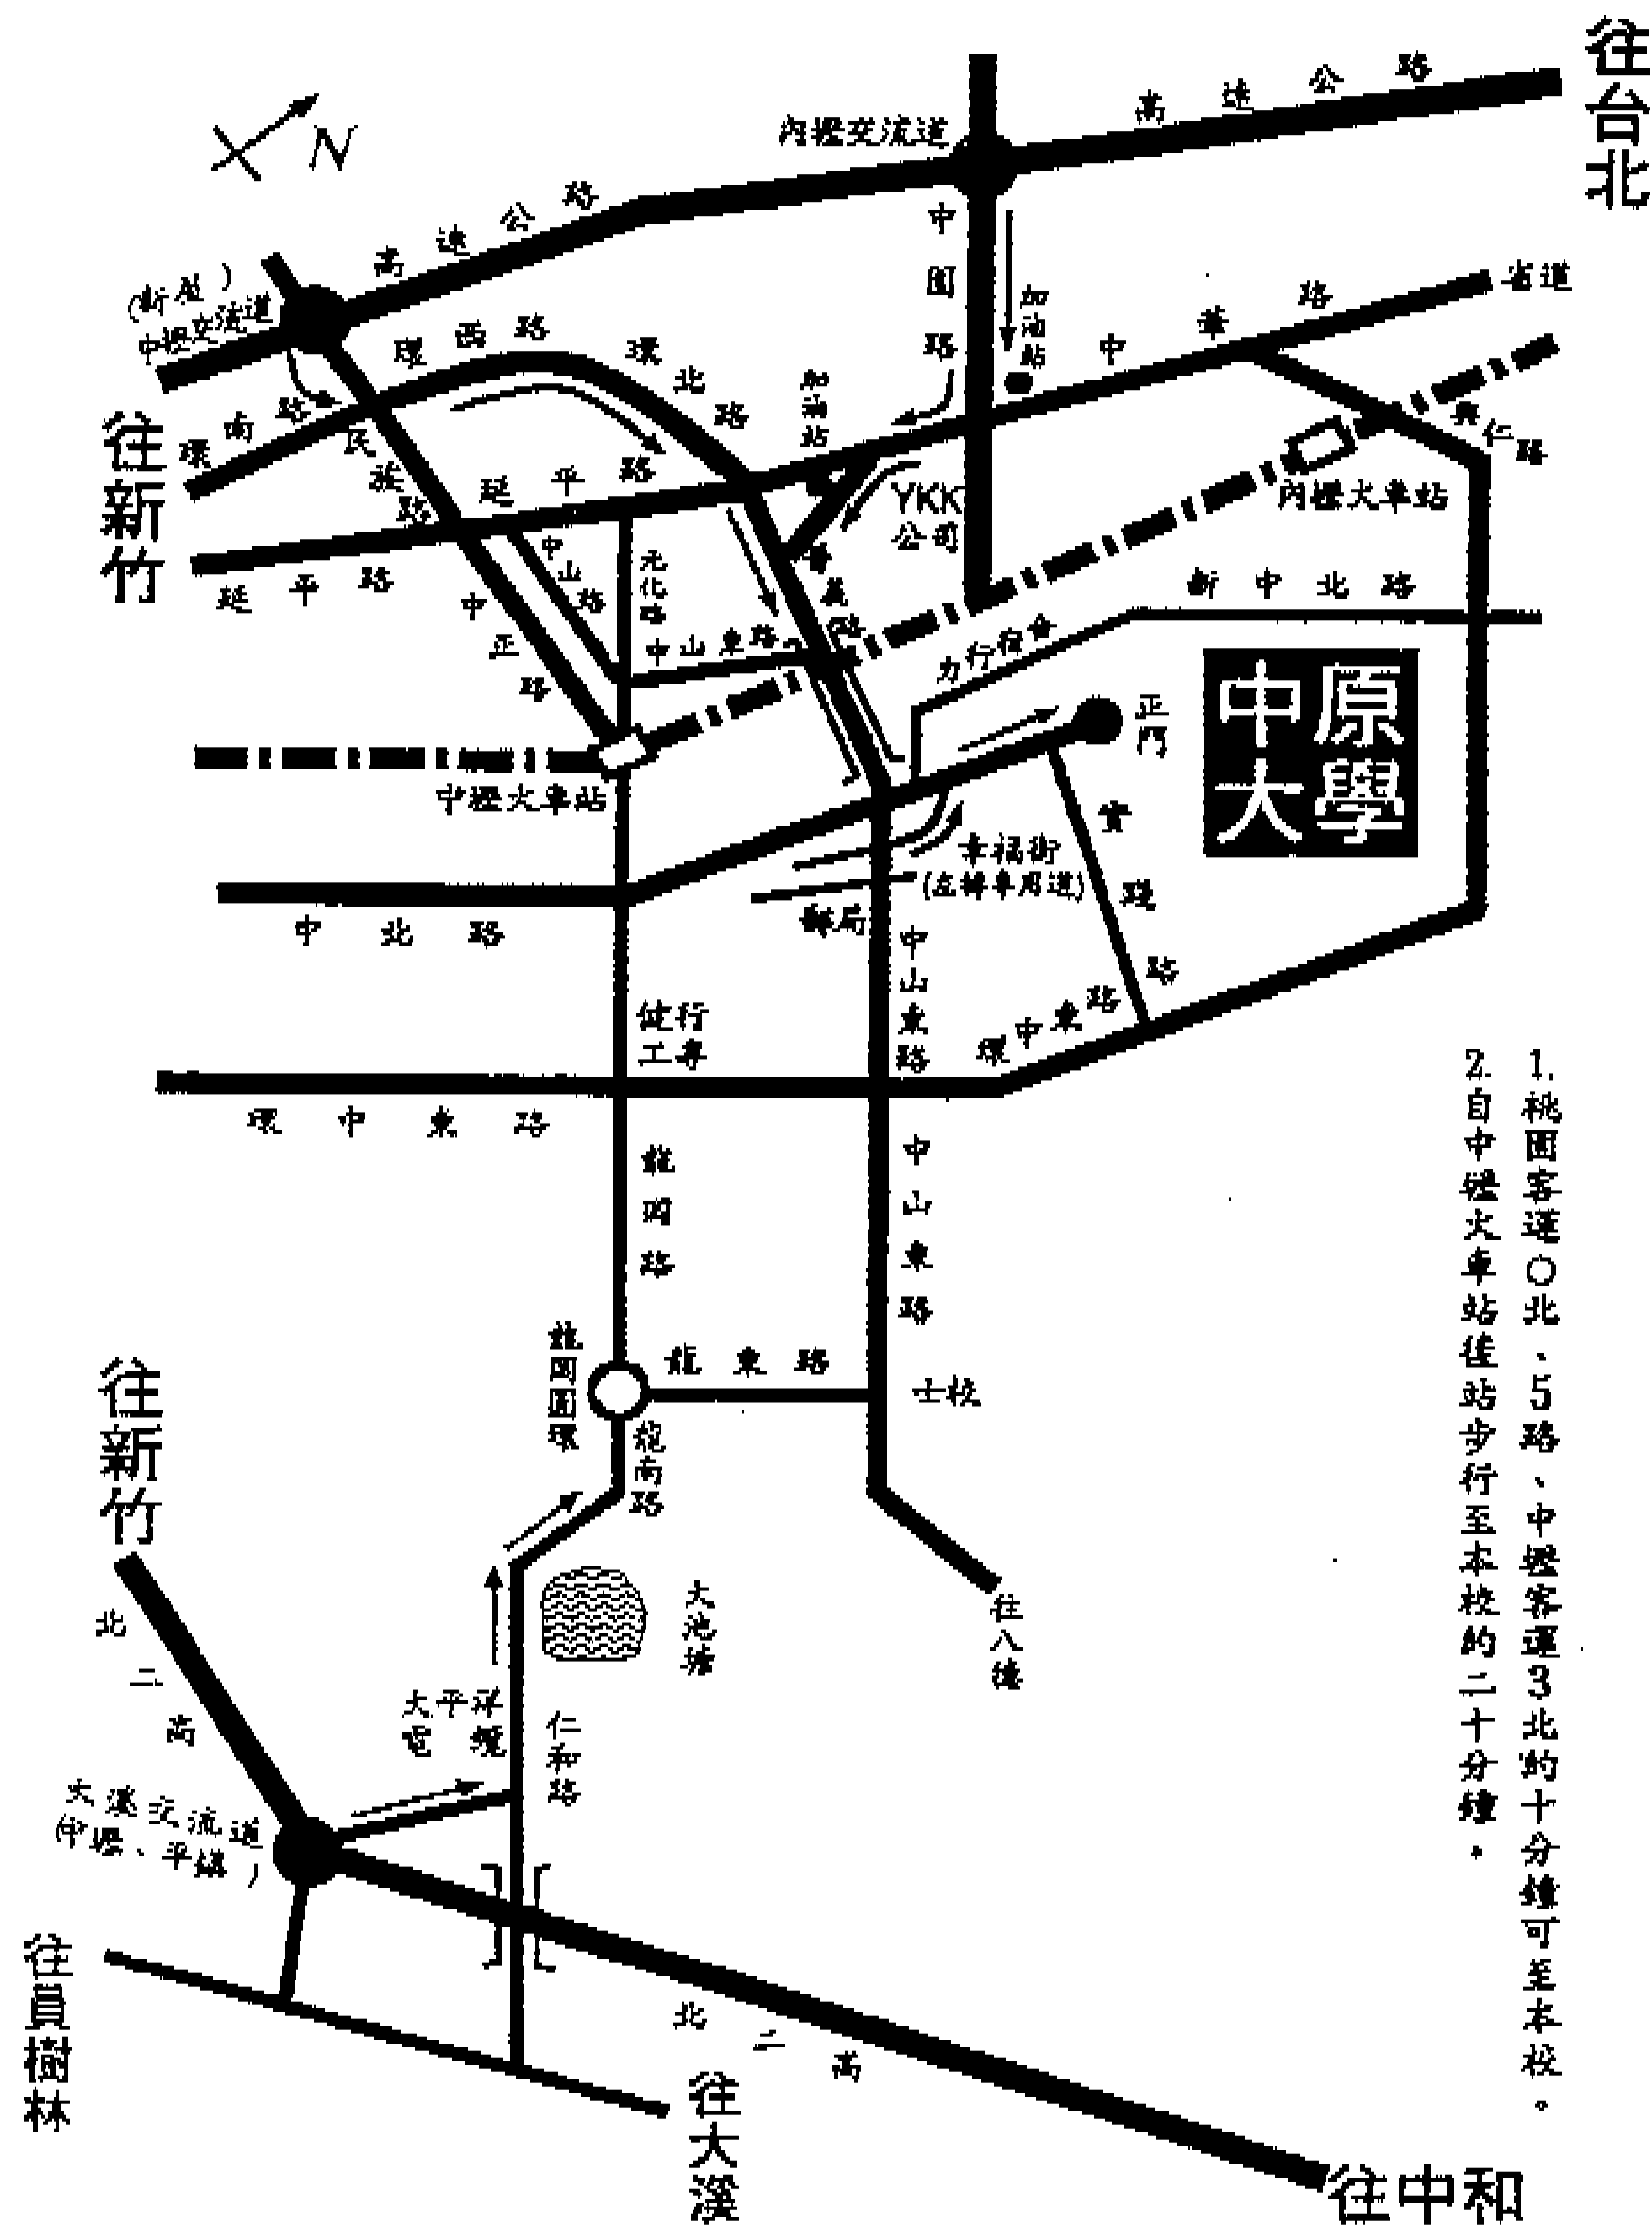 往台北
高速公路
內壢交流道
N
高速公路
(新屋)
中壢交流道
中園路
加油站
中華路
省道
環西路
環北路
加油站
環南路
民族路
往新竹
延平路
YKK
公司
興仁路
內壢火車站
延平路
中山路
元化路
中正路
中山東路
新中北路
力行街
正門
中原
大學
中壢火車站
實踐路
幸福街
(左轉專用道)
郵局
中北路
中山東路
健行
工專
環中東路
環中東路
龍岡路
中山東路
龍岡圓環
龍東路
士校
龍南路
往新竹
北二高
大池塘
往八德
太平洋
電纜
仁和路
大溪交流道
(中壢、平鎮)
往員樹林
北二高
往大溪
往中和
1.桃園客運〇北.5路、中壢客運3北約十分鐘可至本校。
2.自中壢火車站後站步行至本校約二十分鐘.